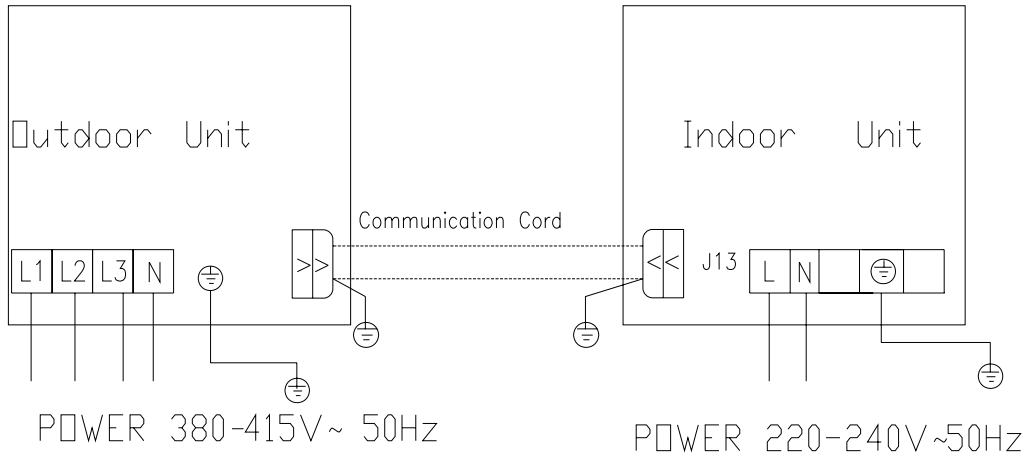 Outdoor Unit
Indoor Unit
Communication Cord
L1 L2 L3 N
>>
<<
J13
L N
POWER 380-415V~ 50Hz
POWER 220-240V~50Hz